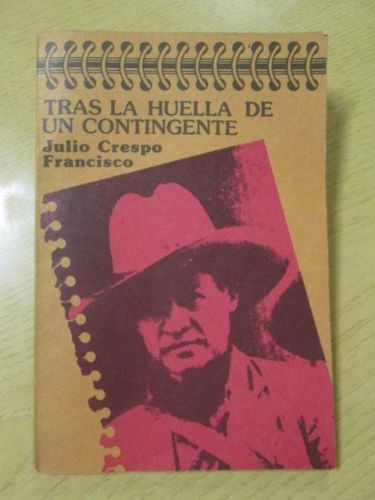 TRAS LA HUELLA DE
UN CONTINGENTE
Julio Crespo
Francisco